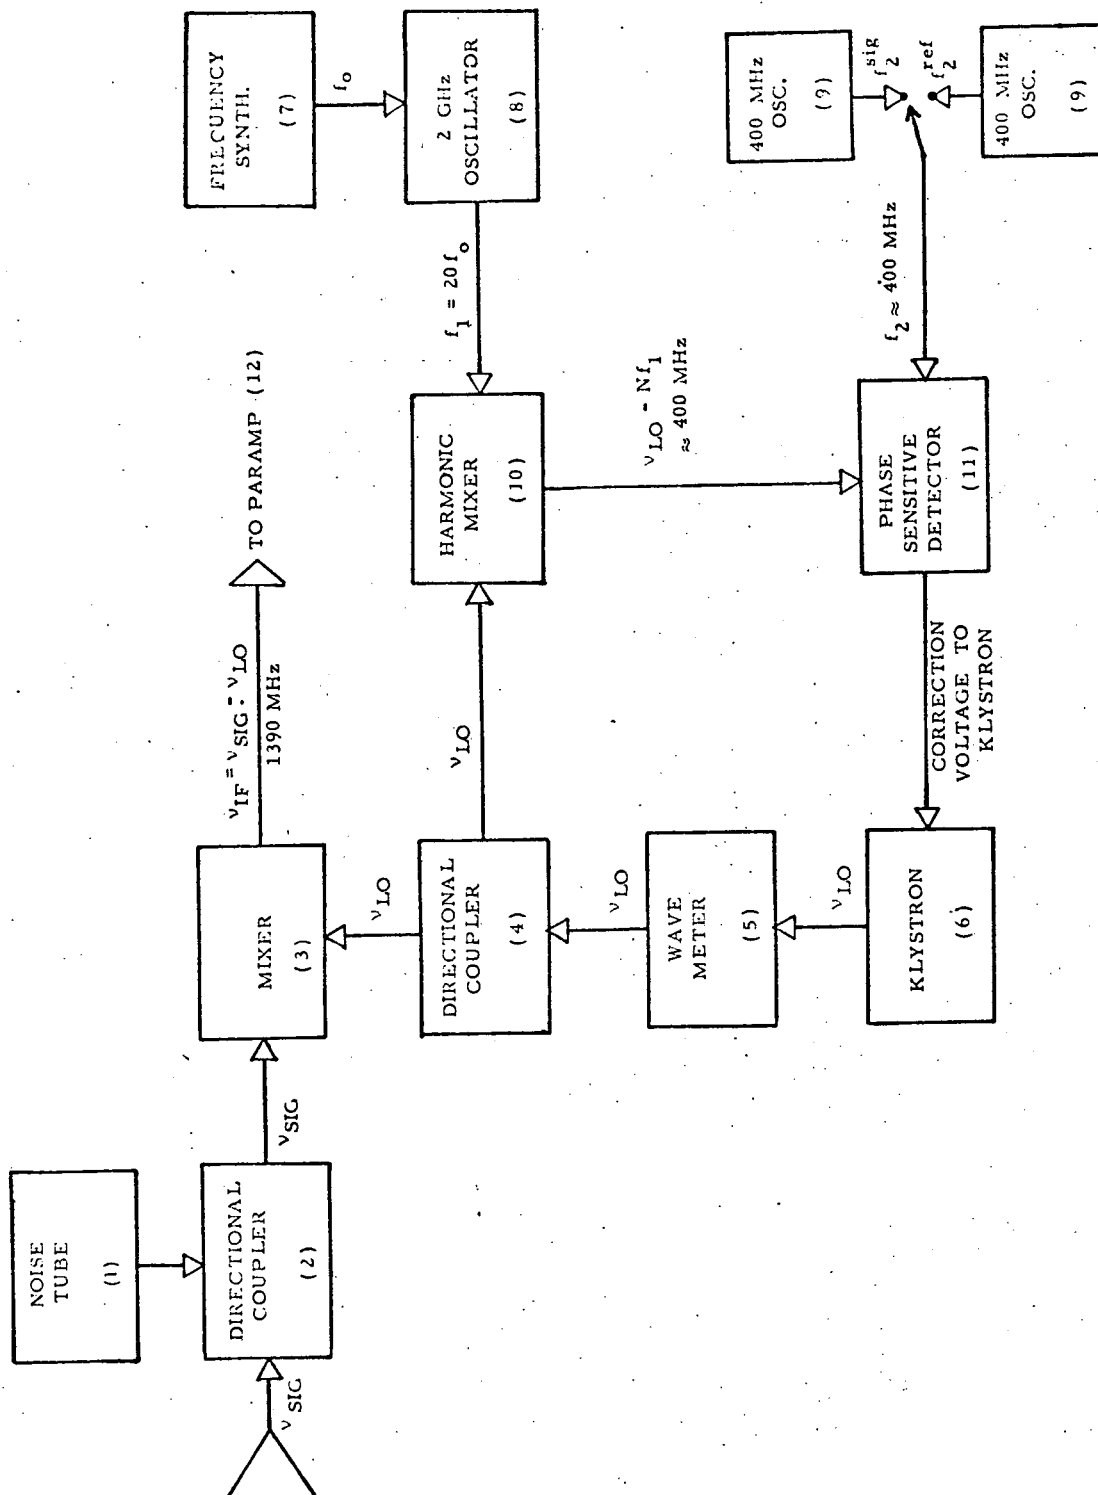 NOISE
TUBE
(1)
DIRECTIONAL
COUPLER
(2)
ν SIG
ν SIG
MIXER
(3)
ν IF = ν SIG - ν LO
1390 MHz
TO PARAMP (12)
ν LO
DIRECTIONAL
COUPLER
(4)
ν LO
ν LO
WAVE
METER
(5)
ν LO
KLYSTRON
(6)
FREQUENCY
SYNTH.
(7)
f o
2 GHz
OSCILLATOR
(8)
f 1 = 20 f o
HARMONIC
MIXER
(10)
ν LO - Nf 1
≈ 400 MHz
PHASE
SENSITIVE
DETECTOR
(11)
CORRECTION
VOLTAGE TO
KLYSTRON
f 2 ≈ 400 MHz
400 MHz
OSC.
(9)
f 2 sig
f 2 ref
400 MHz
OSC.
(9)